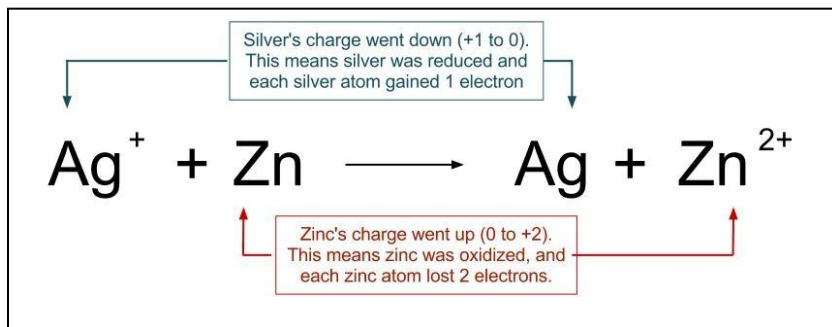 Silver's charge went down (+1 to 0).
This means silver was reduced and
each silver atom gained 1 electron
Ag⁺ + Zn ⟶ Ag + Zn²⁺
Zinc's charge went up (0 to +2).
This means zinc was oxidized, and
each zinc atom lost 2 electrons.